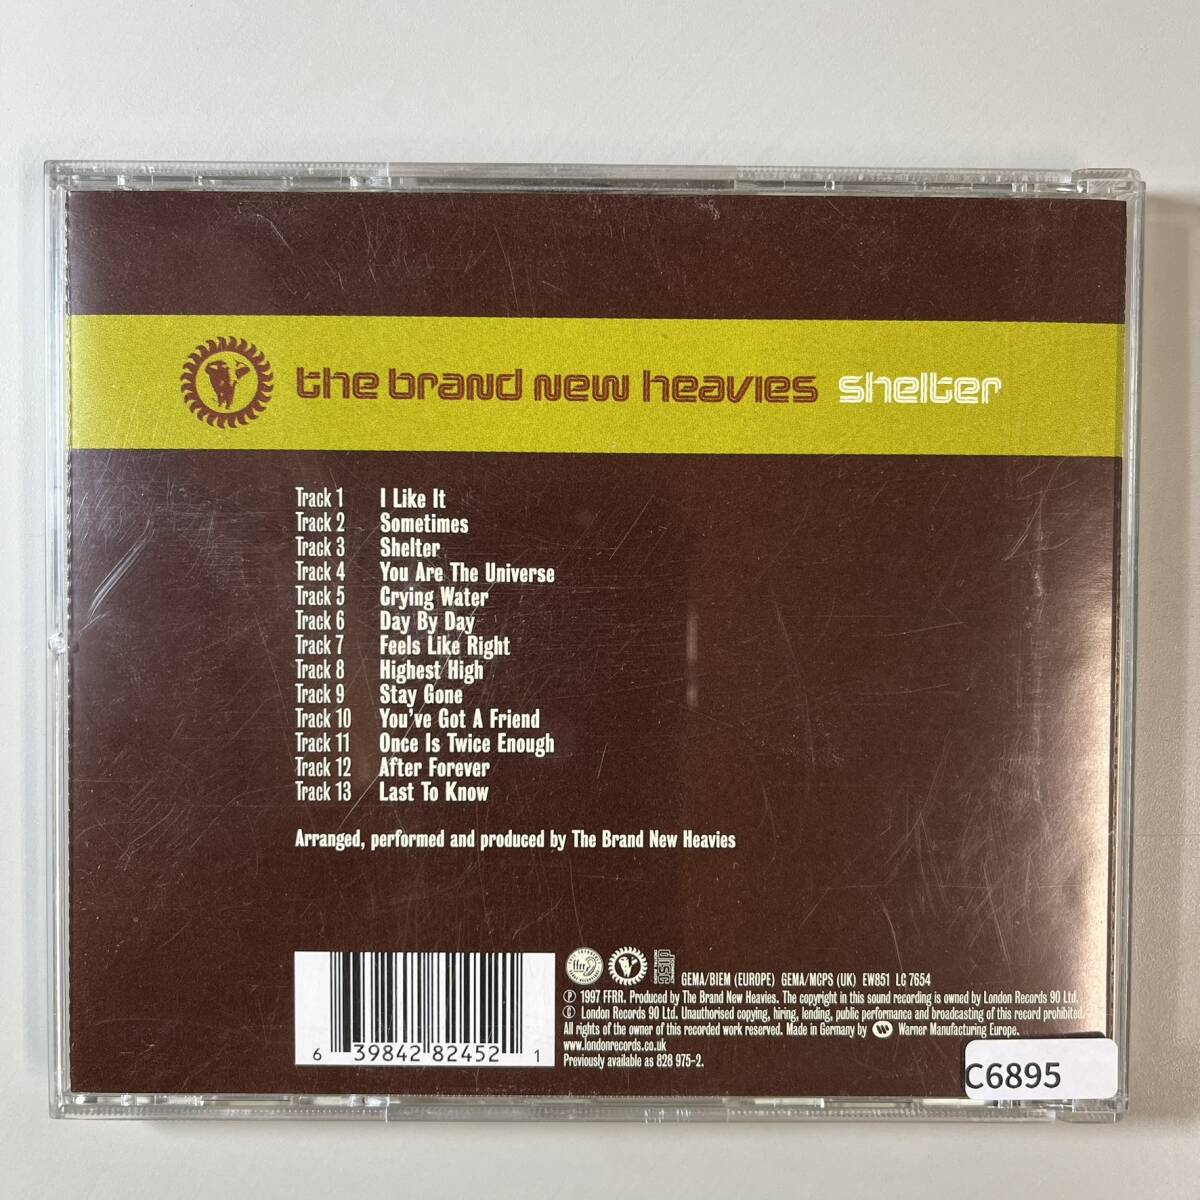 the brand new heavies shelter
Track 1 I Like It
Track 2 Sometimes
Track 3 Shelter
Track 4 You Are The Universe
Track 5 Crying Water
Track 6 Day By Day
Track 7 Feels Like Right
Track 8 Highest High
Track 9 Stay Gone
Track 10 You've Got A Friend
Track 11 Once Is Twice Enough
Track 12 After Forever
Track 13 Last To Know
Arranged, performed and produced by The Brand New Heavies
6 39842 82452 1
ffrr
disc
GEMA/BIEM (EUROPE) GEMA/MCPS (UK) EW851 LC 7654
℗ 1997 FFRR. Produced by The Brand New Heavies. The copyright in this sound recording is owned by London Records 90 Ltd.
© London Records 90 Ltd. Unauthorised copying, hiring, lending, public performance and broadcasting of this record prohibited.
All rights of the owner of this recorded work reserved. Made in Germany by Warner Manufacturing Europe.
www.londonrecords.co.uk
Previously available as 828 975-2.
C6895